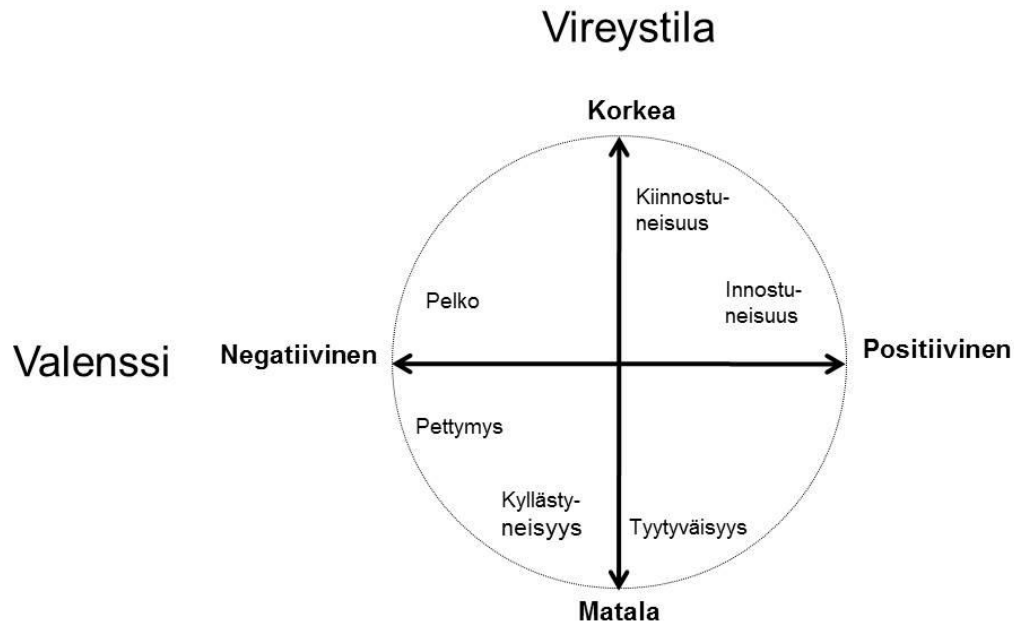 Vireystila
Korkea
Kiinnostu-
neisuus
Innostu-
neisuus
Pelko
Valenssi
Negatiivinen
Positiivinen
Pettymys
Kyllästy-
neisyys
Tyytyväisyys
Matala